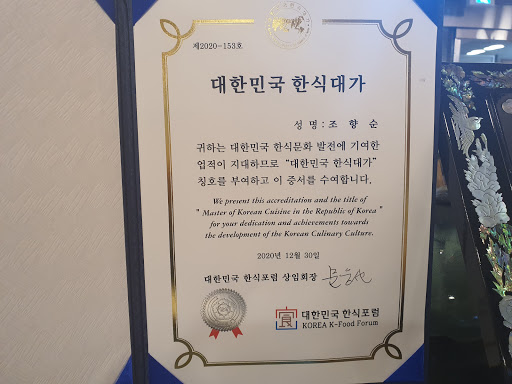 제2020-153호
대한민국 한식대가
성 명 : 조 향 순
귀하는 대한민국 한식문화 발전에 기여한
업적이 지대하므로 "대한민국 한식대가"
칭호를 부여하고 이 증서를 수여합니다.
We present this accreditation and the title of
" Master of Korean Cuisine in the Republic of Korea "
for your dedication and achievements towards
the development of the Korean Culinary Culture.
2020년 12월 30일
대한민국 한식포럼 상임회장
대한민국 한식포럼
KOREA K-Food Forum